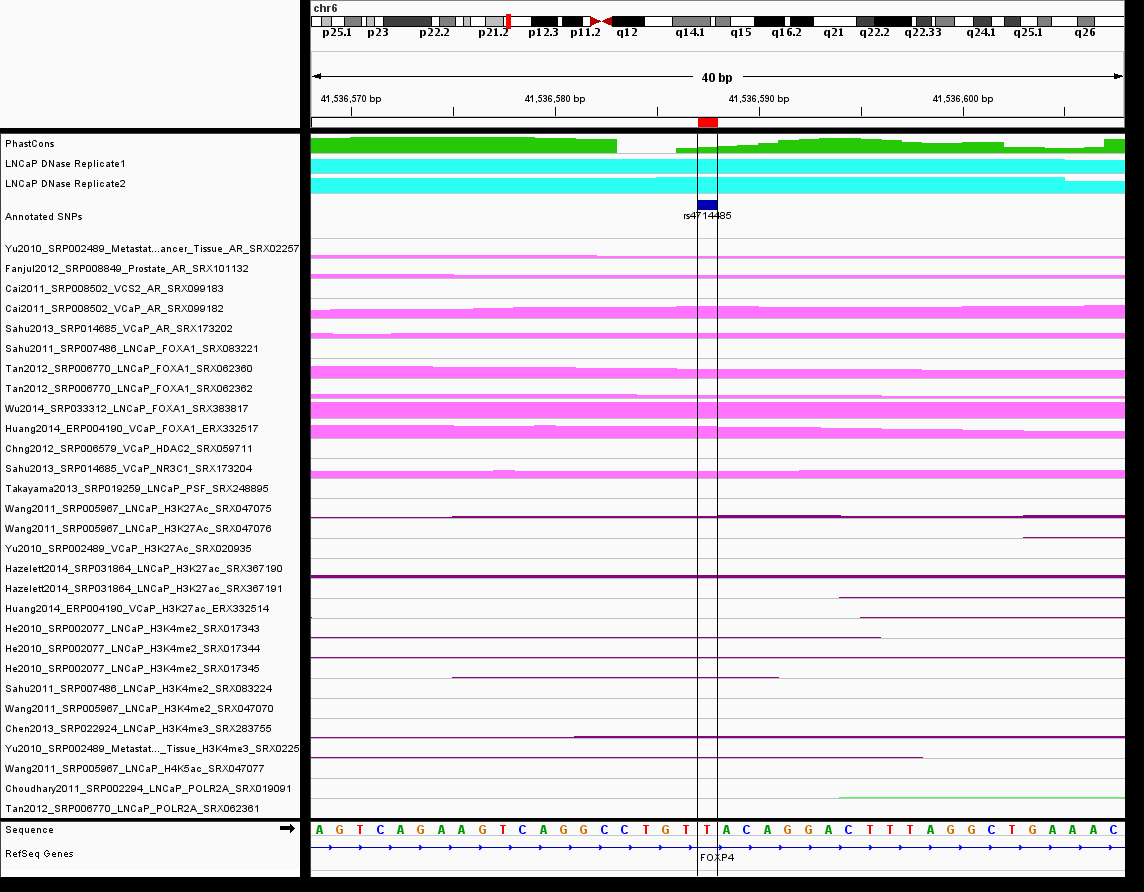 chr6
p25.1 p23 p22.2 p21.2 p12.3 p11.2 q12 q14.1 q15 q16.2 q21 q22.2 q22.33 q24.1 q25.1 q26
40 bp
41,536,570 bp 41,536,580 bp 41,536,590 bp 41,536,600 bp
PhastCons
LNCaP DNase Replicate1
LNCaP DNase Replicate2
Annotated SNPs
rs4714485
Yu2010_SRP002489_Metastat...ancer_Tissue_AR_SRX02257
Fanjul2012_SRP008849_Prostate_AR_SRX101132
Cai2011_SRP008502_VCS2_AR_SRX099183
Cai2011_SRP008502_VCaP_AR_SRX099182
Sahu2013_SRP014685_VCaP_AR_SRX173202
Sahu2011_SRP007486_LNCaP_FOXA1_SRX083221
Tan2012_SRP006770_LNCaP_FOXA1_SRX062360
Tan2012_SRP006770_LNCaP_FOXA1_SRX062362
Wu2014_SRP033312_LNCaP_FOXA1_SRX383817
Huang2014_ERP004190_VCaP_FOXA1_ERX332517
Chng2012_SRP006579_VCaP_HDAC2_SRX059711
Sahu2013_SRP014685_VCaP_NR3C1_SRX173204
Takayama2013_SRP019259_LNCaP_PSF_SRX248895
Wang2011_SRP005967_LNCaP_H3K27Ac_SRX047075
Wang2011_SRP005967_LNCaP_H3K27Ac_SRX047076
Yu2010_SRP002489_VCaP_H3K27Ac_SRX020935
Hazelett2014_SRP031864_LNCaP_H3K27ac_SRX367190
Hazelett2014_SRP031864_LNCaP_H3K27ac_SRX367191
Huang2014_ERP004190_VCaP_H3K27ac_ERX332514
He2010_SRP002077_LNCaP_H3K4me2_SRX017343
He2010_SRP002077_LNCaP_H3K4me2_SRX017344
He2010_SRP002077_LNCaP_H3K4me2_SRX017345
Sahu2011_SRP007486_LNCaP_H3K4me2_SRX083224
Wang2011_SRP005967_LNCaP_H3K4me2_SRX047070
Chen2013_SRP022924_LNCaP_H3K4me3_SRX283755
Yu2010_SRP002489_Metastat..._Tissue_H3K4me3_SRX0225
Wang2011_SRP005967_LNCaP_H4K5ac_SRX047077
Choudhary2011_SRP002294_LNCaP_POLR2A_SRX019091
Tan2012_SRP006770_LNCaP_POLR2A_SRX062361
Sequence A G T C A G A A G T C A G G C C T G T T A C A G G A C T T T A G G C T G A A A C
RefSeq Genes
FOXP4